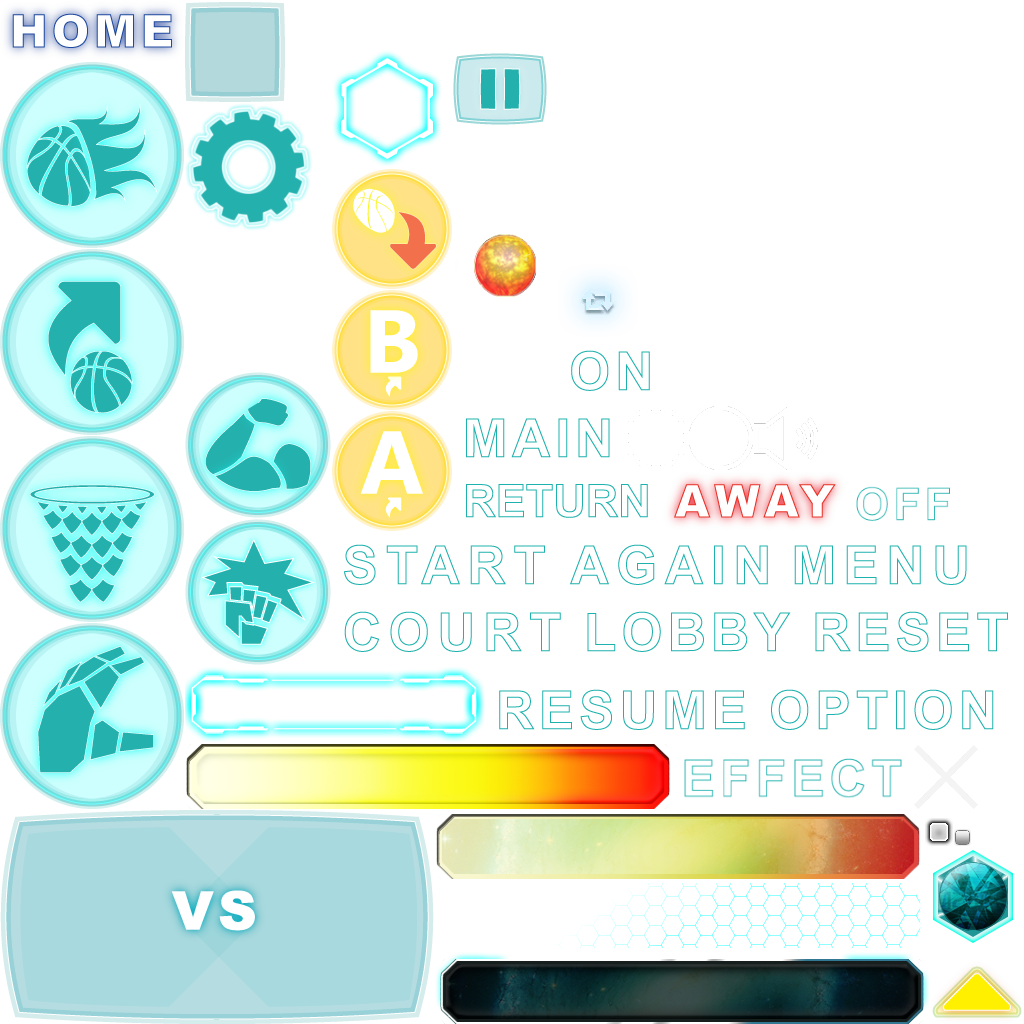 HOME
B
ON
A
MAIN
RETURN AWAY OFF
START AGAIN MENU
COURT LOBBY RESET
RESUME OPTION
EFFECT
VS